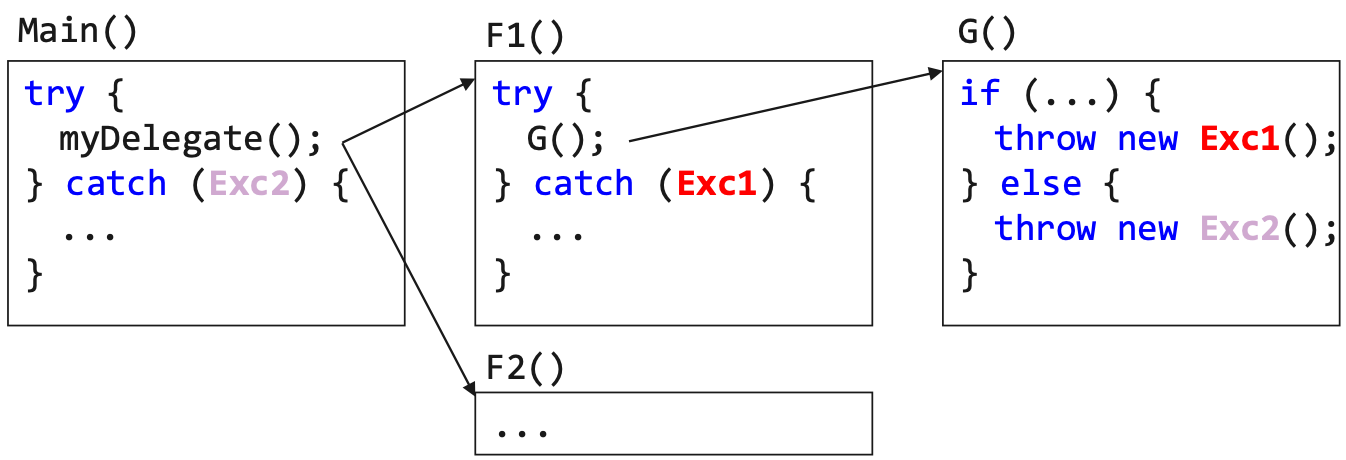 Main()
try {
myDelegate();
} catch (Exc2) {
...
}
F1()
try {
G();
} catch (Exc1) {
...
}
G()
if (...) {
throw new Exc1();
} else {
throw new Exc2();
}
F2()
...